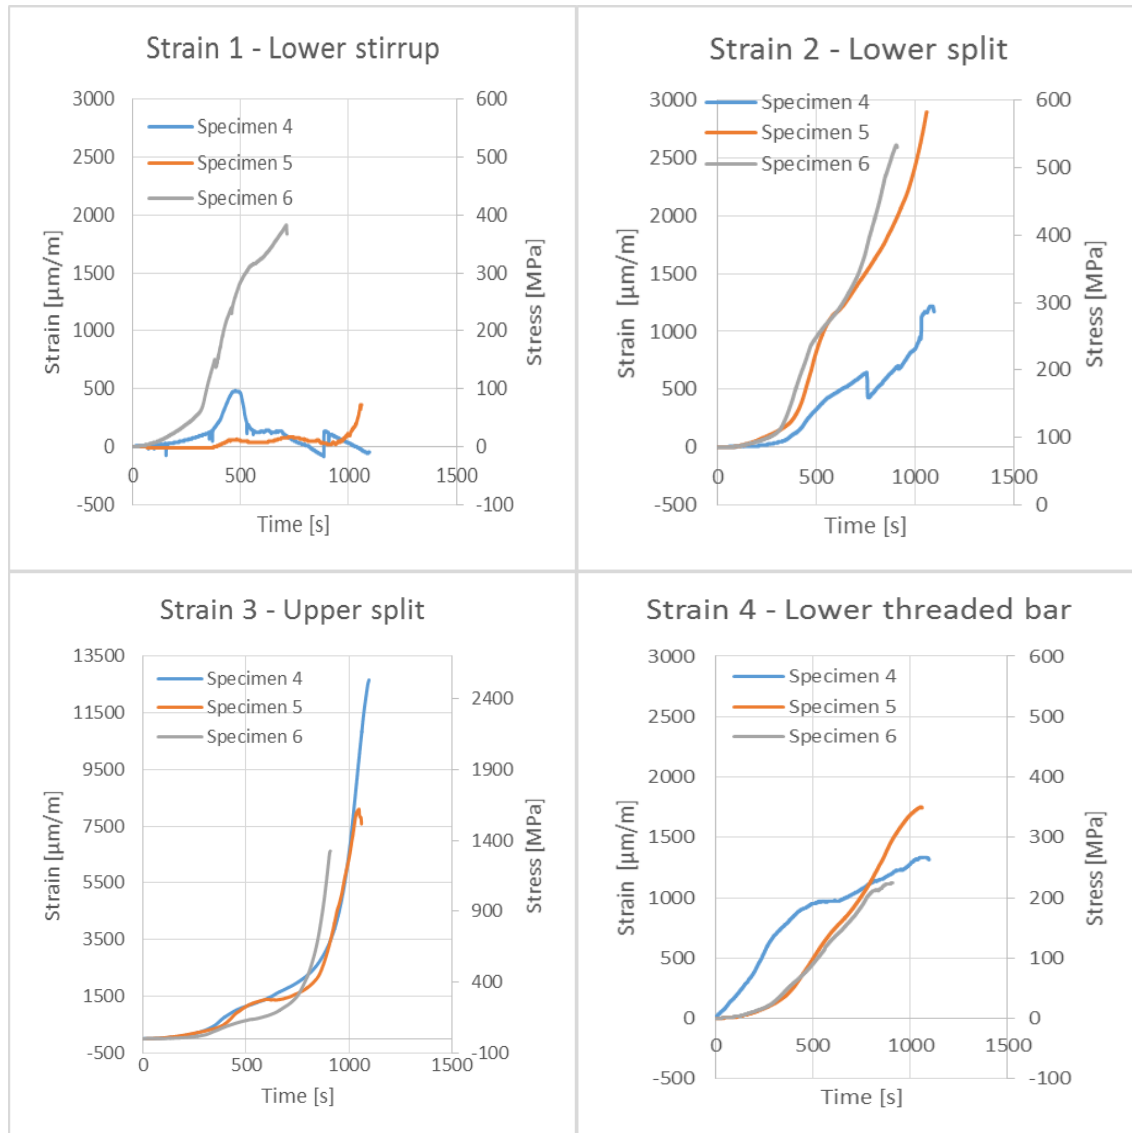 Strain 1 - Lower stirrup
3000
2500
2000
1500
1000
500
0
-500
Strain [µm/m]
600
500
400
300
200
100
0
-100
Stress [MPa]
Specimen 4
Specimen 5
Specimen 6
0
500
1000
1500
Time [s]
Strain 2 - Lower split
3000
2500
2000
1500
1000
500
0
-500
Strain [µm/m]
600
500
400
300
200
100
0
Stress [MPa]
Specimen 4
Specimen 5
Specimen 6
0
500
1000
1500
Time [s]
Strain 3 - Upper split
13500
11500
9500
7500
5500
3500
1500
-500
Strain [µm/m]
2400
1900
1400
900
400
-100
Stress [MPa]
Specimen 4
Specimen 5
Specimen 6
0
500
1000
1500
Time [s]
Strain 4 - Lower threaded bar
3000
2500
2000
1500
1000
500
0
-500
Strain [µm/m]
600
500
400
300
200
100
0
-100
Stress [MPa]
Specimen 4
Specimen 5
Specimen 6
0
500
1000
1500
Time [s]